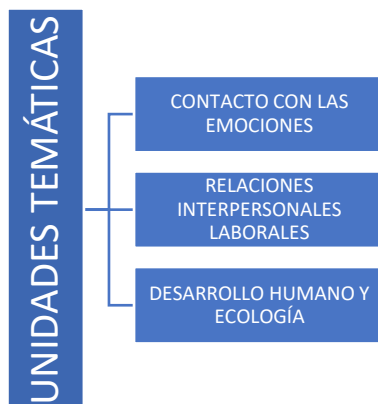 UNIDADES TEMÁTICAS
CONTACTO CON LAS
EMOCIONES
RELACIONES
INTERPERSONALES
LABORALES
DESARROLLO HUMANO Y
ECOLOGÍA